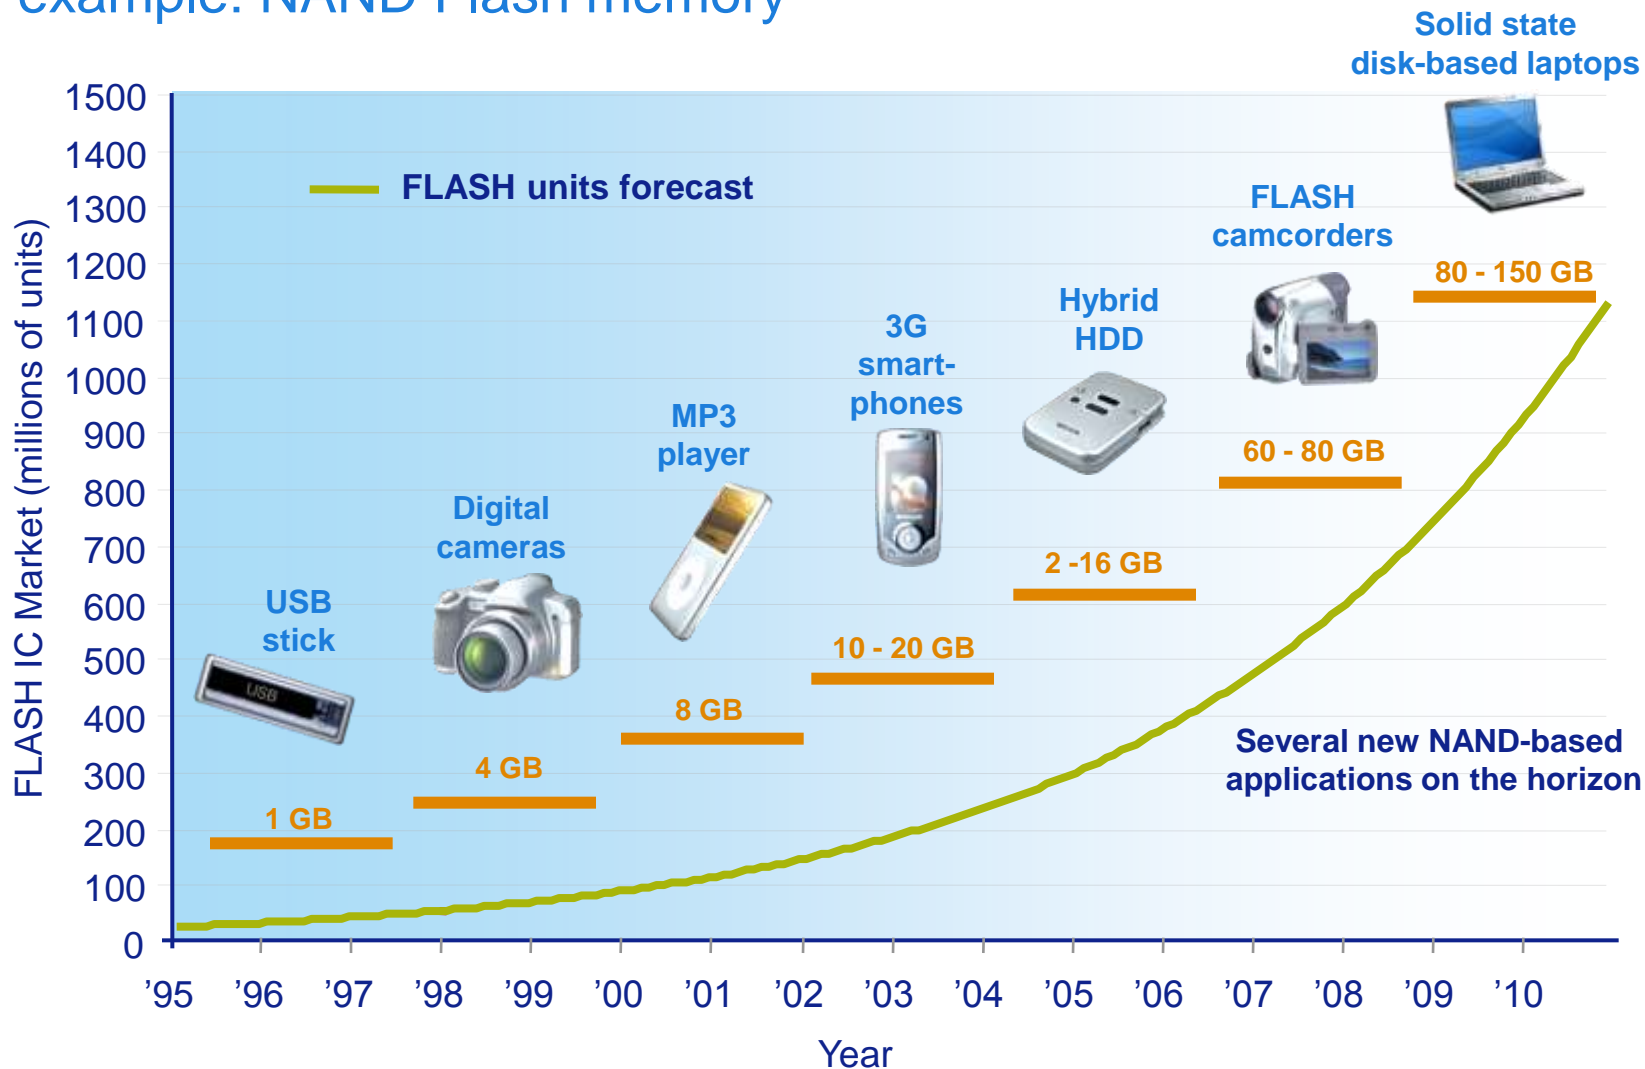 example: NAND Flash memory
Solid state
disk-based laptops
1500
1400
1300
1200
1100
1000
900
800
700
600
500
400
300
200
100
0
FLASH IC Market (millions of units)
FLASH units forecast
FLASH
camcorders
80 - 150 GB
Hybrid
HDD
3G
smart-
phones
MP3
player
60 - 80 GB
Digital
cameras
2 -16 GB
USB
stick
USB
10 - 20 GB
8 GB
4 GB
1 GB
Several new NAND-based
applications on the horizon
’95 ’96 ’97 ’98 ’99 ’00 ’01 ’02 ’03 ’04 ’05 ’06 ’07 ’08 ’09 ’10
Year